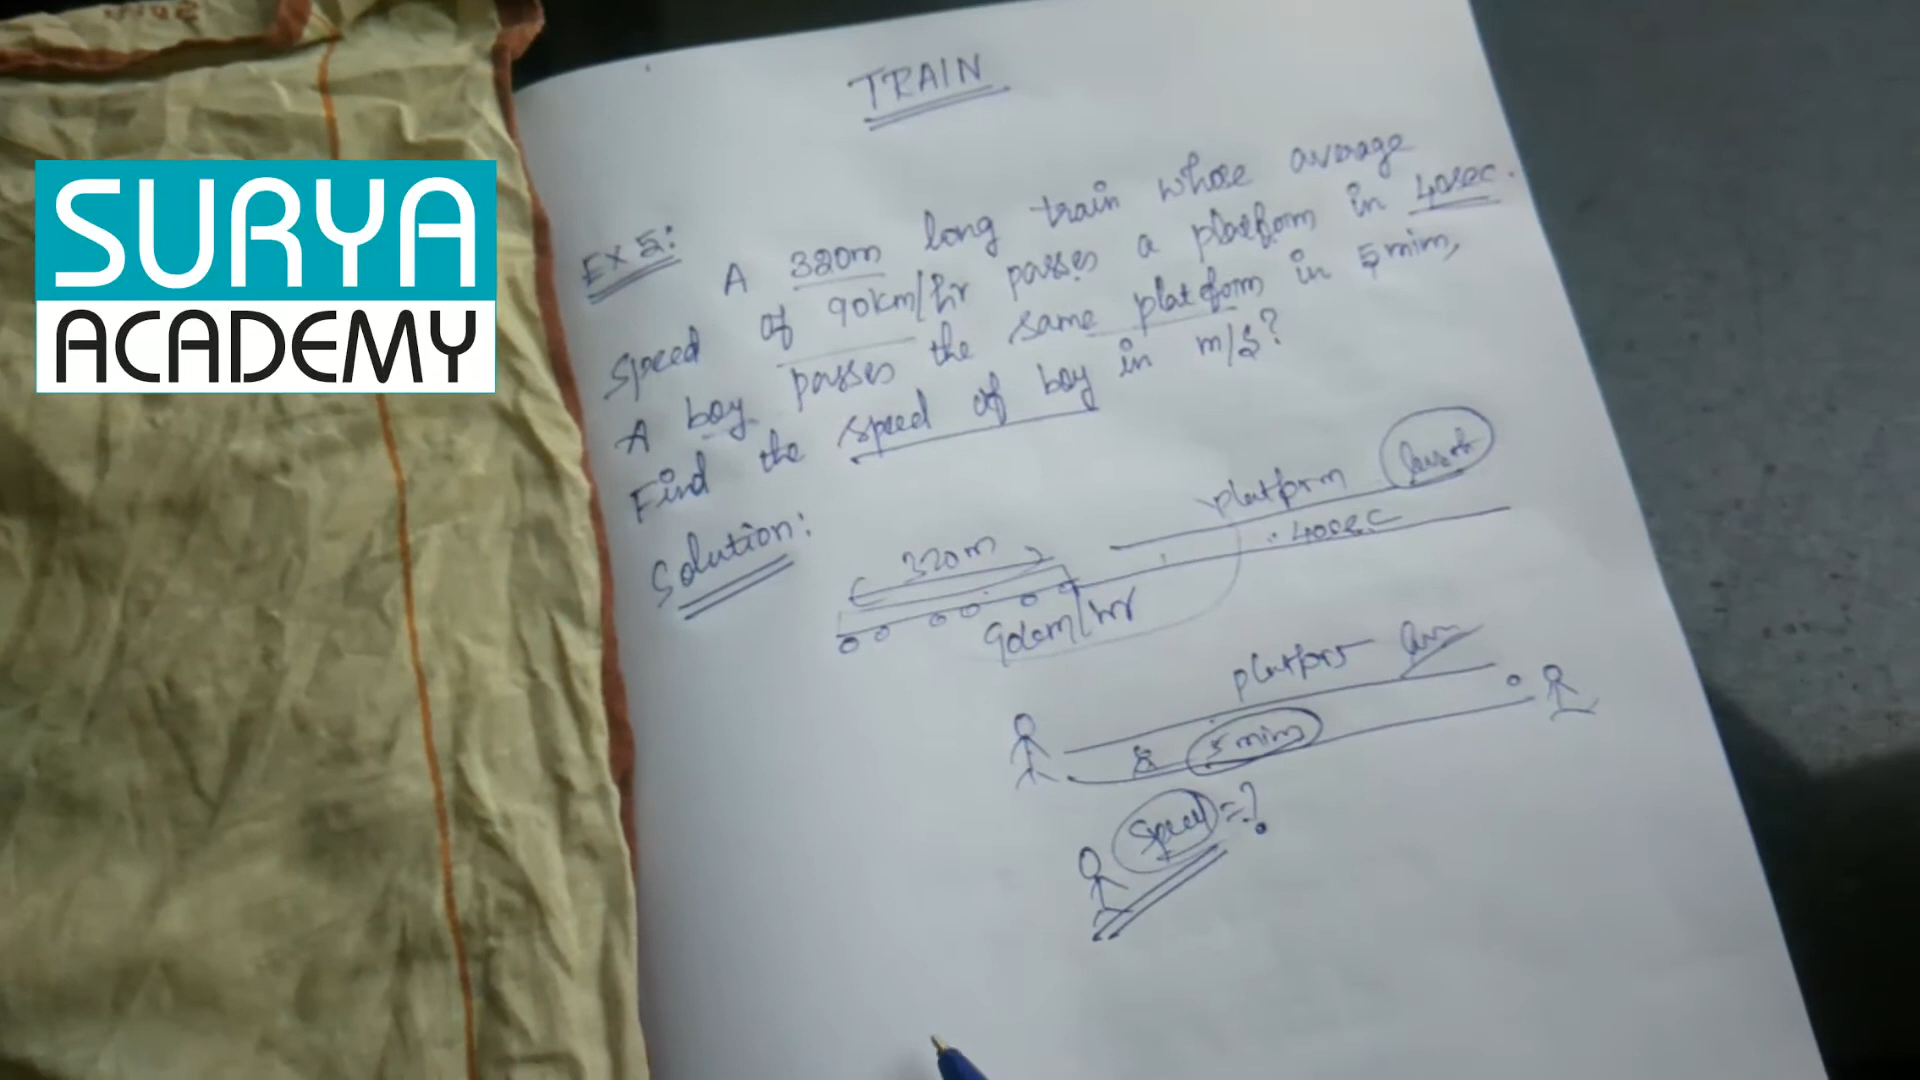 SURYA
ACADEMY
TRAIN
Ex 5:
A 320m long train whose average
speed of 90km/hr passes a platform in 40sec.
A boy passes the same platform in 5 min,
Find the speed of boy in m/s?
Solution:
platform
320m
40sec
90km/hr
5 mins
Speed = ?